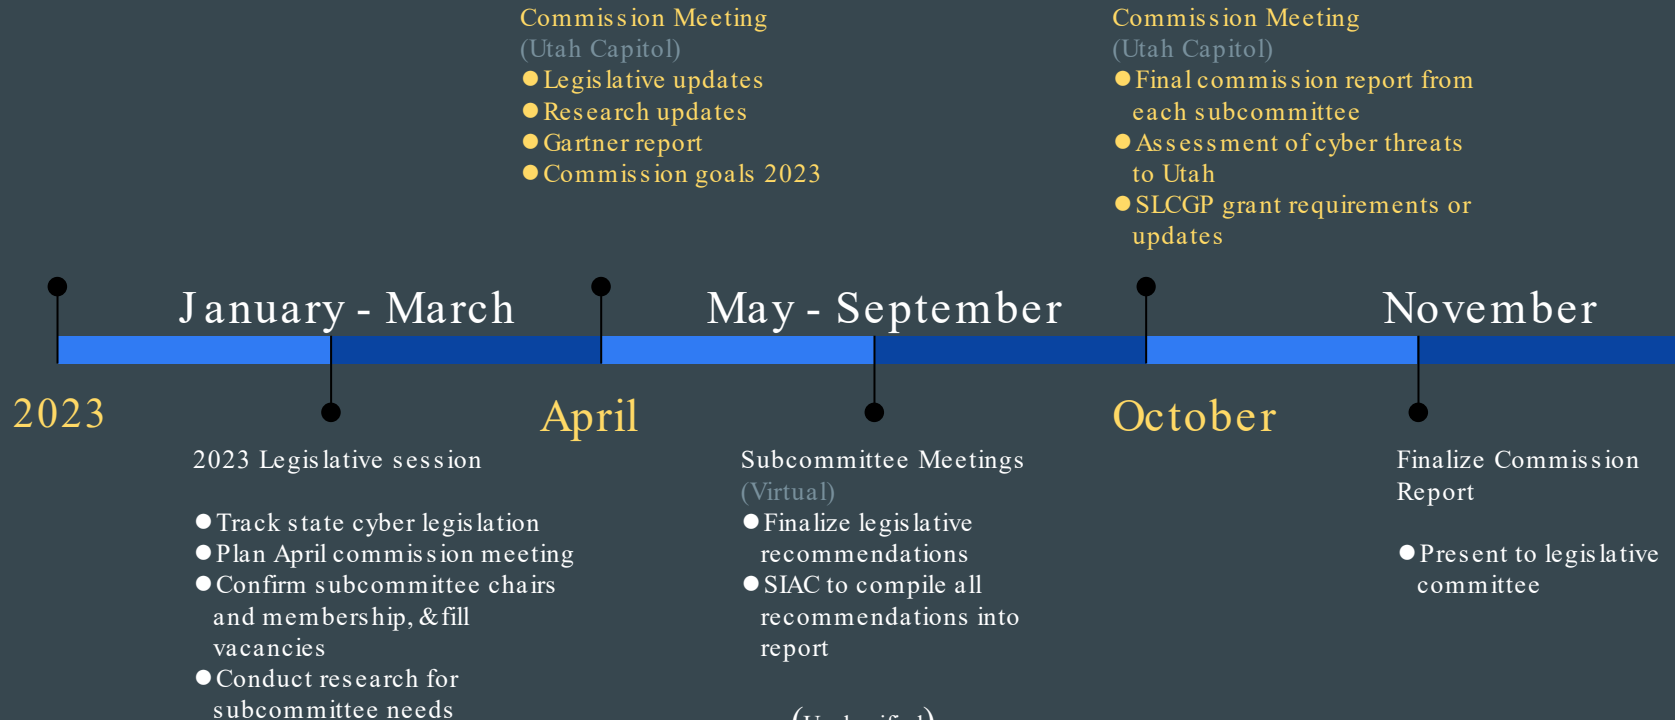 Commission Meeting
(Utah Capitol)
● Legislative updates
● Research updates
● Gartner report
● Commission goals 2023
Commission Meeting
(Utah Capitol)
● Final commission report from
each subcommittee
● Assessment of cyber threats
to Utah
● SLCGP grant requirements or
updates
January - March
May - September
November
2023
April
October
2023 Legislative session
● Track state cyber legislation
● Plan April commission meeting
● Confirm subcommittee chairs
and membership, & fill
vacancies
● Conduct research for
subcommittee needs
Subcommittee Meetings
(Virtual)
● Finalize legislative
recommendations
● SIAC to compile all
recommendations into
report
Finalize Commission
Report
● Present to legislative
committee